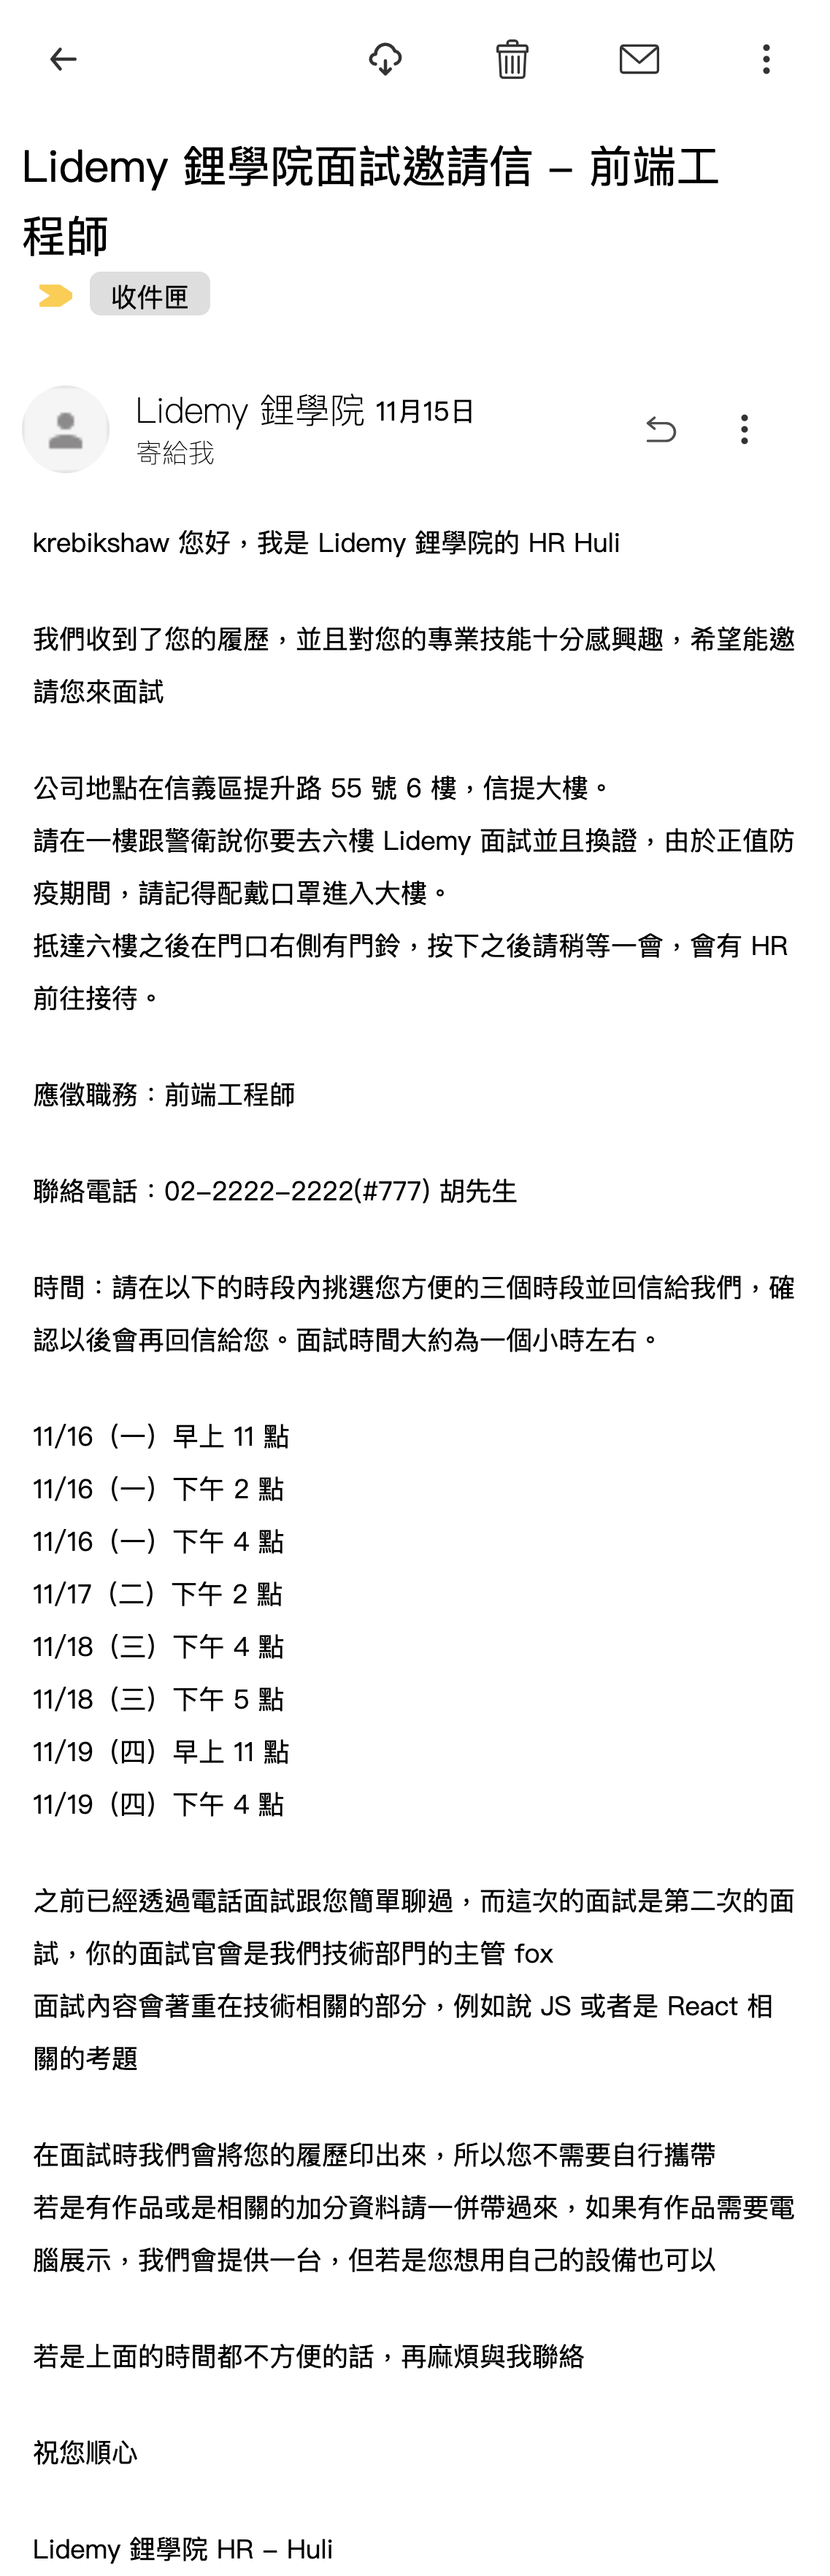 Lidemy 鋰學院面試邀請信 – 前端工
程師
收件匣
Lidemy 鋰學院 11月15日
寄給我
krebikshaw 您好，我是 Lidemy 鋰學院的 HR Huli
我們收到了您的履歷，並且對您的專業技能十分感興趣，希望能邀
請您來面試
公司地點在信義區提升路 55 號 6 樓，信提大樓。
請在一樓跟警衛說你要去六樓 Lidemy 面試並且換證，由於正值防
疫期間，請記得配戴口罩進入大樓。
抵達六樓之後在門口右側有門鈴，按下之後請稍等一會，會有 HR
前往接待。
應徵職務：前端工程師
聯絡電話：02–2222–2222(#777) 胡先生
時間：請在以下的時段內挑選您方便的三個時段並回信給我們，確
認以後會再回信給您。面試時間大約為一個小時左右。
11/16（一）早上 11 點
11/16（一）下午 2 點
11/16（一）下午 4 點
11/17（二）下午 2 點
11/18（三）下午 4 點
11/18（三）下午 5 點
11/19（四）早上 11 點
11/19（四）下午 4 點
之前已經透過電話面試跟您簡單聊過，而這次的面試是第二次的面
試，你的面試官會是我們技術部門的主管 fox
面試內容會著重在技術相關的部分，例如說 JS 或者是 React 相
關的考題
在面試時我們會將您的履歷印出來，所以您不需要自行攜帶
若是有作品或是相關的加分資料請一併帶過來，如果有作品需要電
腦展示，我們會提供一台，但若是您想用自己的設備也可以
若是上面的時間都不方便的話，再麻煩與我聯絡
祝您順心
Lidemy 鋰學院 HR – Huli